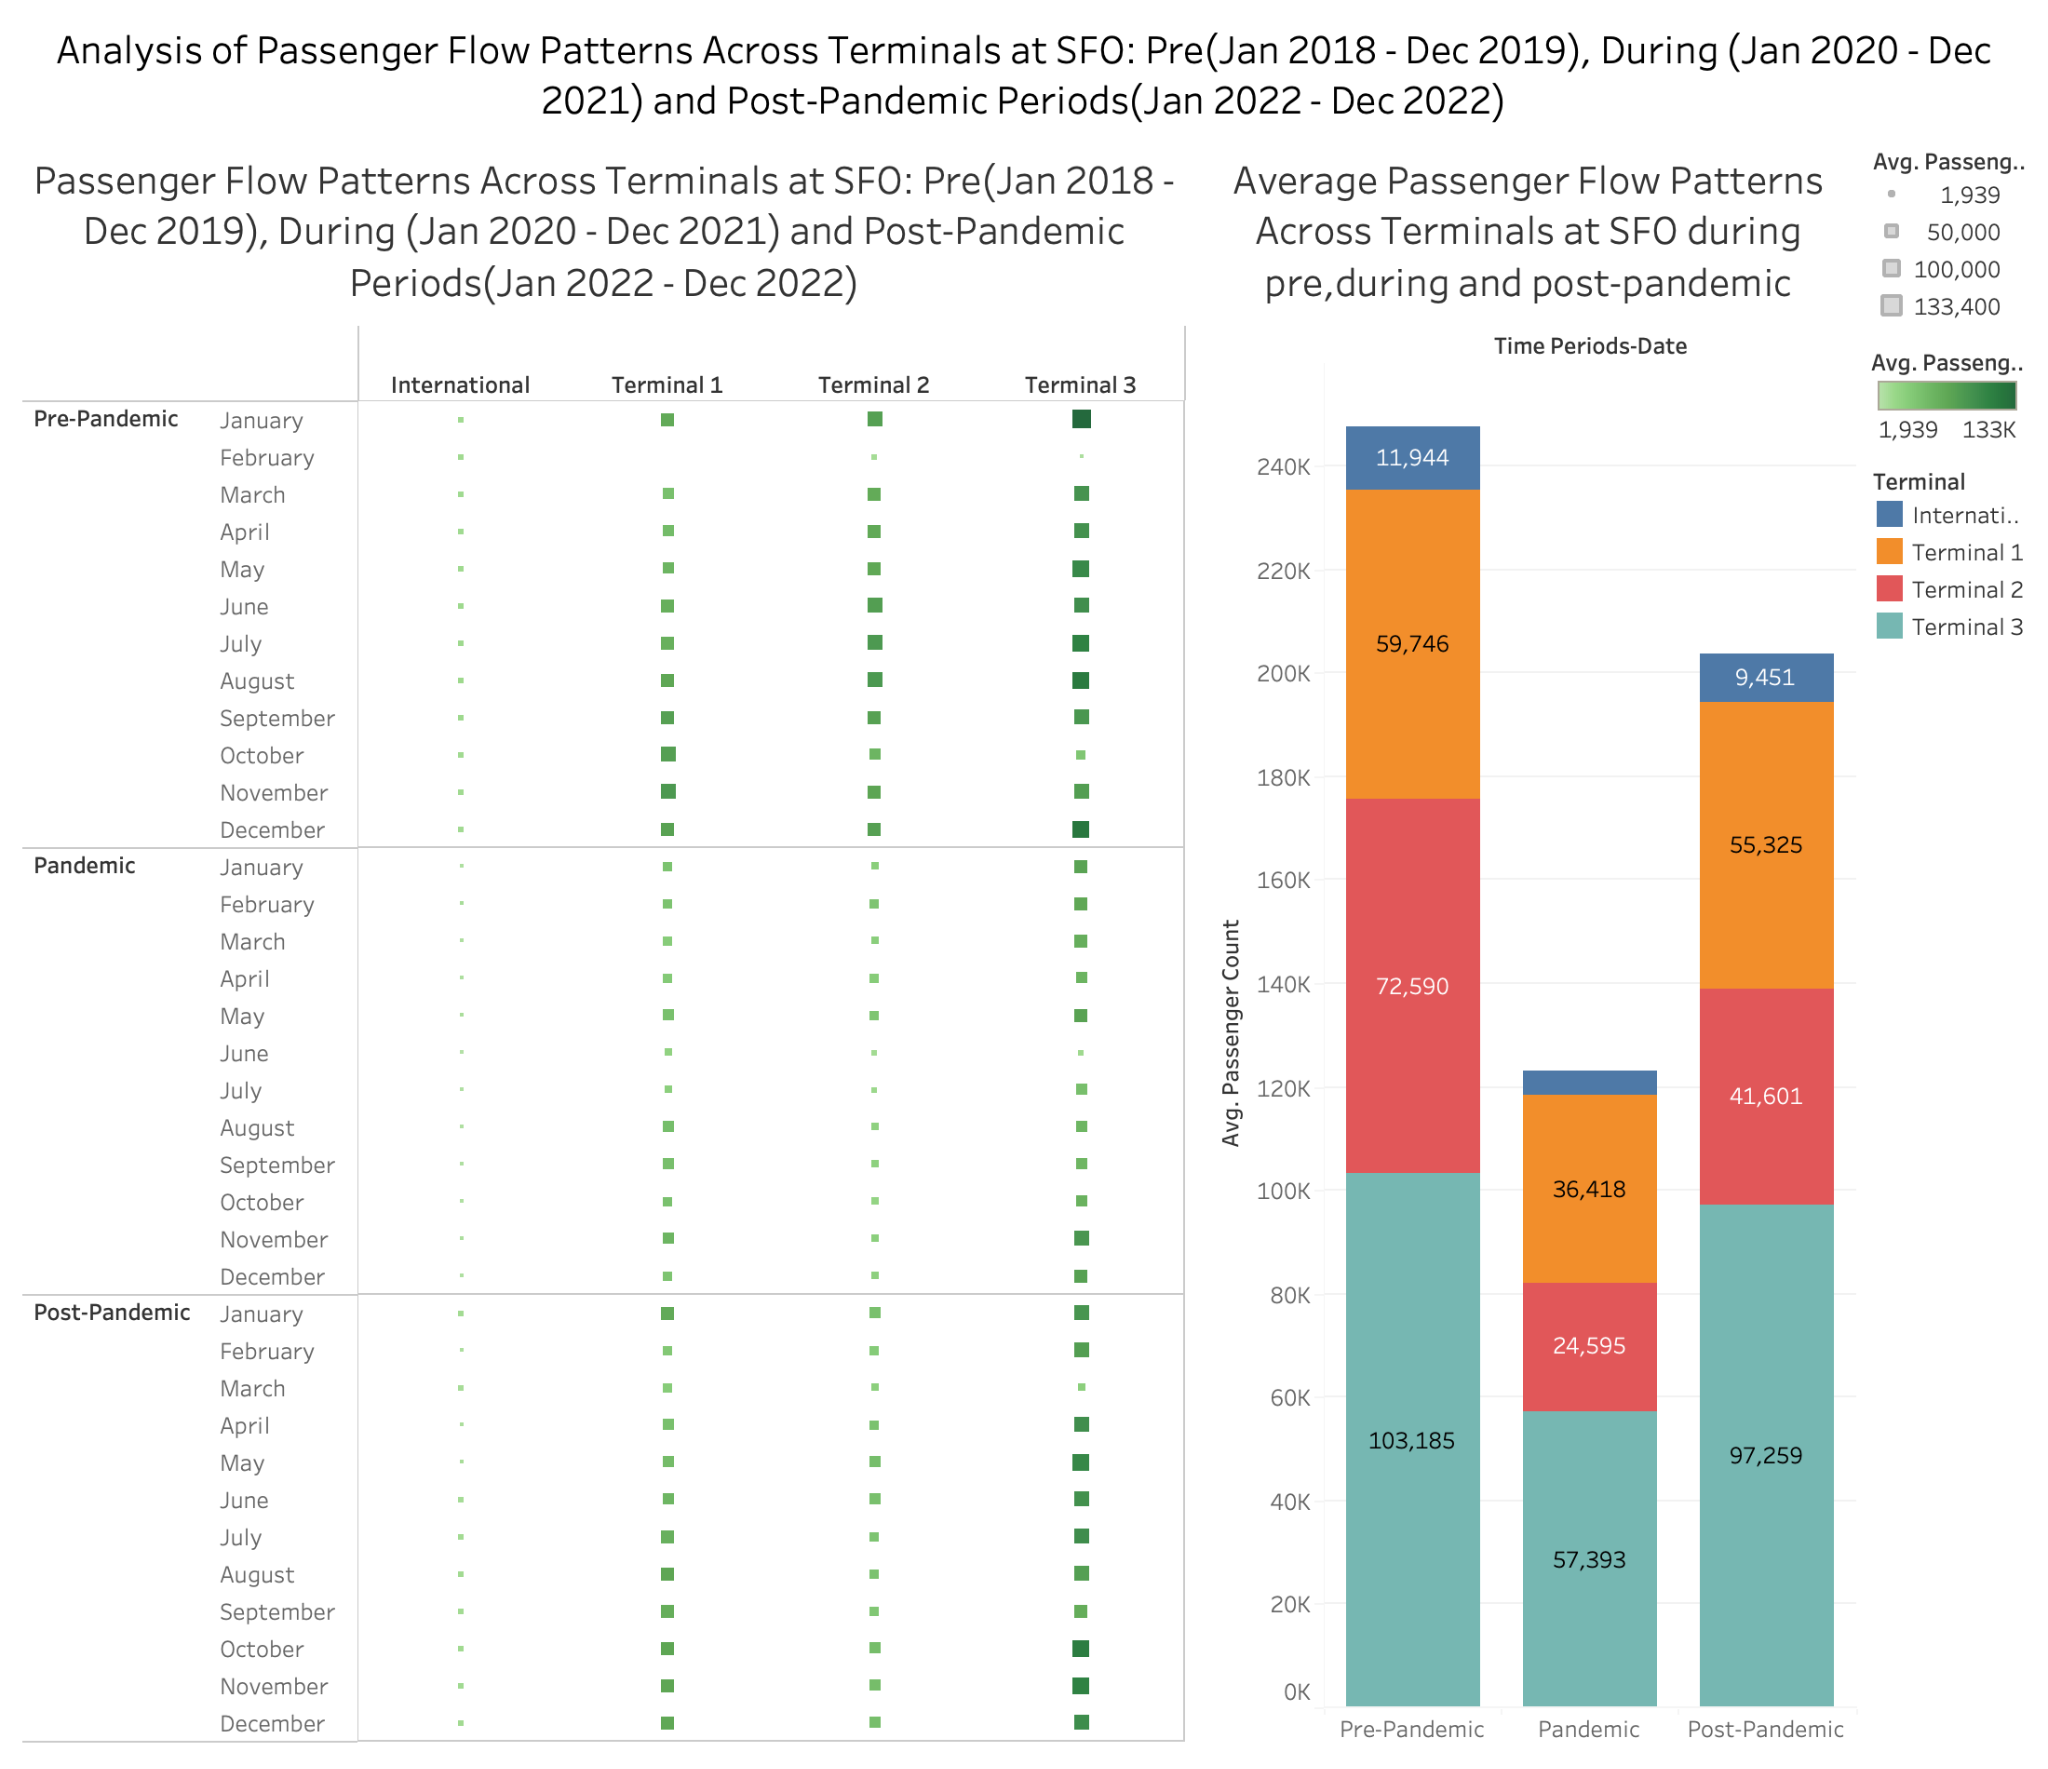 Analysis of Passenger Flow Patterns Across Terminals at SFO: Pre(Jan 2018 - Dec 2019), During (Jan 2020 - Dec
2021) and Post-Pandemic Periods(Jan 2022 - Dec 2022)
Passenger Flow Patterns Across Terminals at SFO: Pre(Jan 2018 -
Dec 2019), During (Jan 2020 - Dec 2021) and Post-Pandemic
Periods(Jan 2022 - Dec 2022)
International Terminal 1 Terminal 2 Terminal 3
Pre-Pandemic January
February
March
April
May
June
July
August
September
October
November
December
Pandemic January
February
March
April
May
June
July
August
September
October
November
December
Post-Pandemic January
February
March
April
May
June
July
August
September
October
November
December
Average Passenger Flow Patterns
Across Terminals at SFO during
pre,during and post-pandemic
Time Periods-Date
Avg. Passenger Count
240K
220K
200K
180K
160K
140K
120K
100K
80K
60K
40K
20K
0K
11,944
59,746
72,590
103,185
36,418
24,595
57,393
9,451
55,325
41,601
97,259
Pre-Pandemic Pandemic Post-Pandemic
Avg. Passeng..
1,939
50,000
100,000
133,400
Avg. Passeng..
1,939 133K
Terminal
Internati..
Terminal 1
Terminal 2
Terminal 3